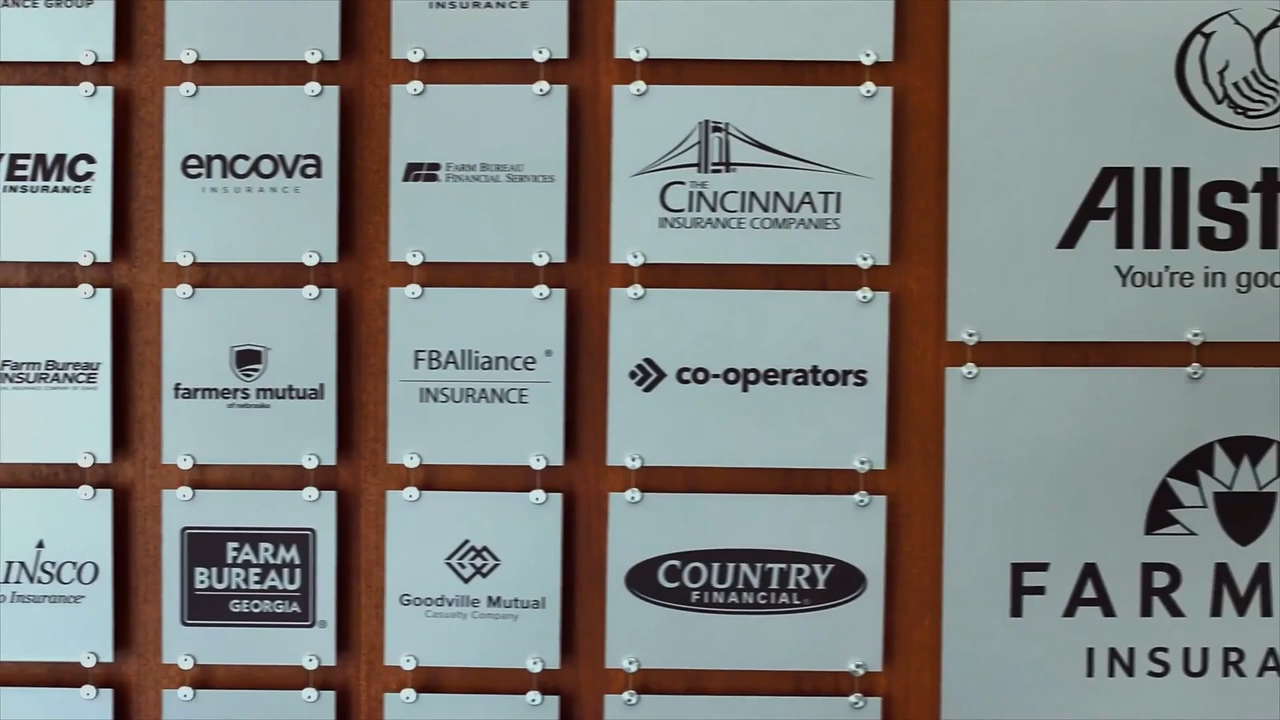 ANCE GROUP
INSURANCE
EMC
INSURANCE
encova
INSURANCE
FARM BUREAU
FINANCIAL SERVICES
THE
CINCINNATI
INSURANCE COMPANIES
Allst
You're in goo
Farm Bureau
INSURANCE
farmers mutual
of nebraska
FBAlliance®
INSURANCE
co-operators
FARM
INSURA
INSCO
o Insurance
FARM
BUREAU
GEORGIA
®
Goodville Mutual
Casualty Company
COUNTRY
FINANCIAL